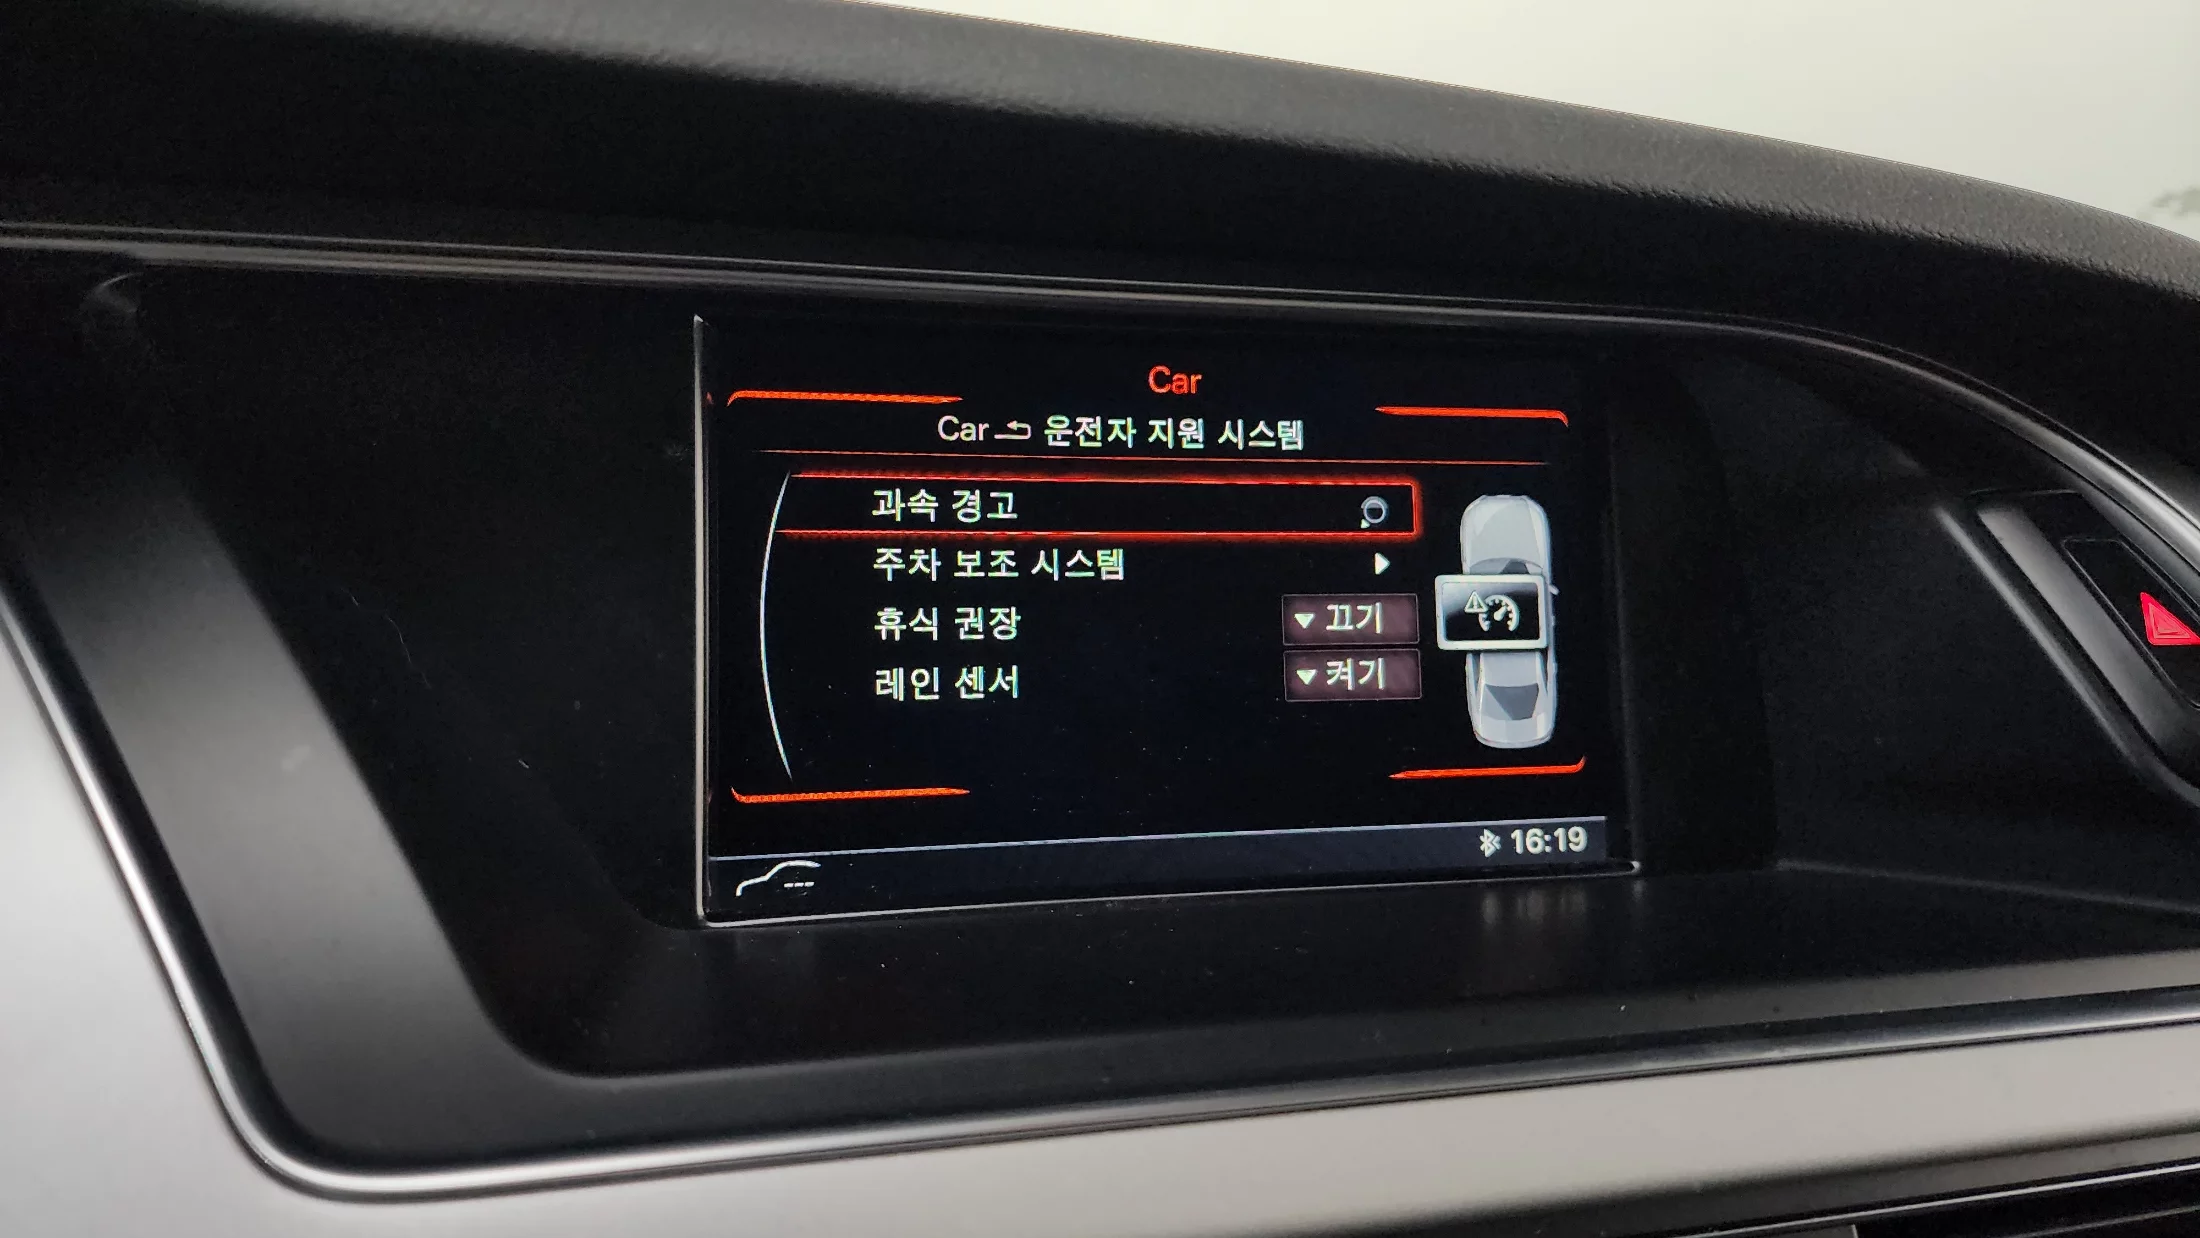 Car
Car 운전자 지원 시스템
과속 경고
주차 보조 시스템
휴식 권장 끄기
레인 센서 켜기
16:19